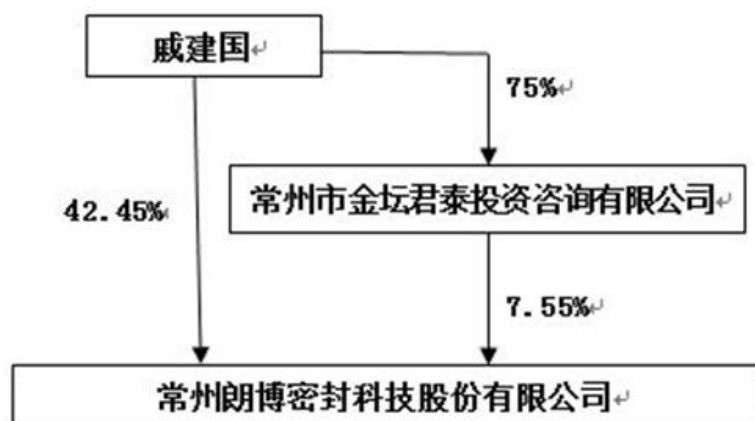 戚建国
75%
常州市金坛君泰投资咨询有限公司
42.45%
7.55%
常州朗博密封科技股份有限公司